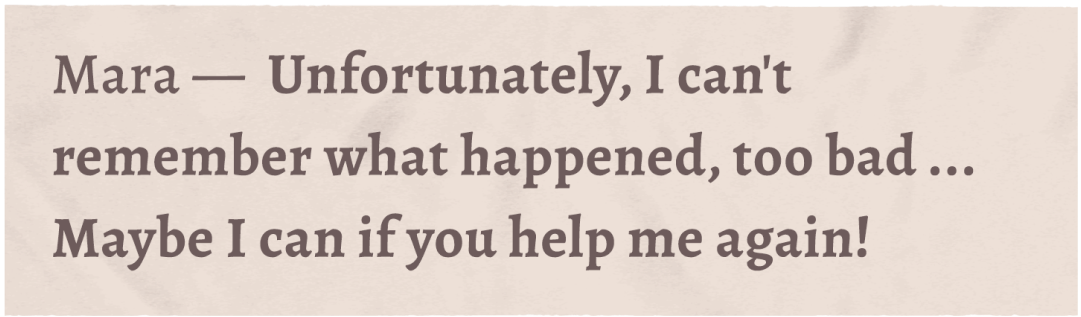 Mara — Unfortunately, I can't
remember what happened, too bad ...
Maybe I can if you help me again!